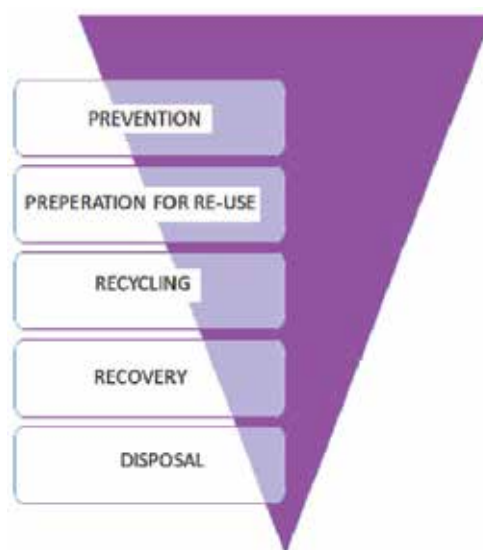 PREVENTION
PREPERATION FOR RE-USE
RECYCLING
RECOVERY
DISPOSAL